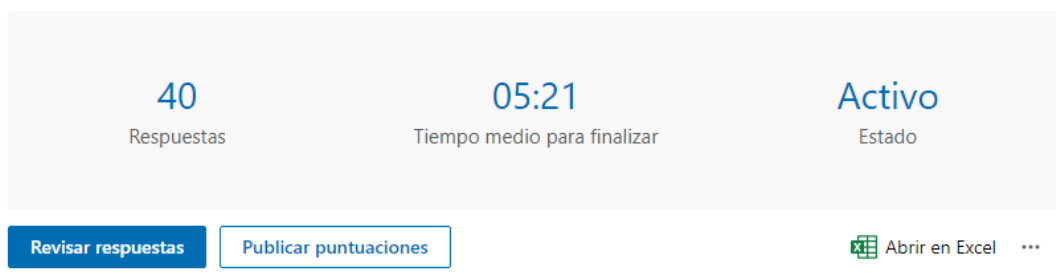 40 05:21 Activo
Respuestas Tiempo medio para finalizar Estado
Revisar respuestas Publicar puntuaciones Abrir en Excel ...